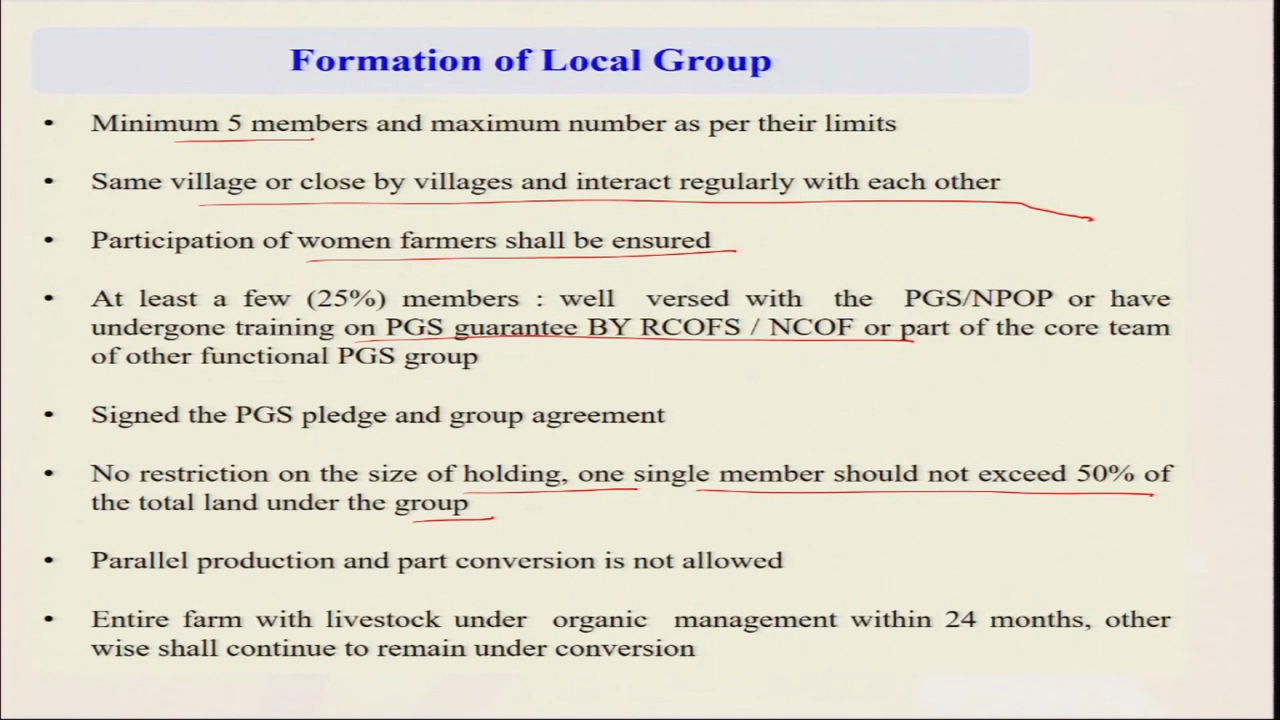 Formation of Local Group
• Minimum 5 members and maximum number as per their limits
• Same village or close by villages and interact regularly with each other
• Participation of women farmers shall be ensured
• At least a few (25%) members : well versed with the PGS/NPOP or have
undergone training on PGS guarantee BY RCOFS / NCOF or part of the core team
of other functional PGS group
• Signed the PGS pledge and group agreement
• No restriction on the size of holding, one single member should not exceed 50% of
the total land under the group
• Parallel production and part conversion is not allowed
• Entire farm with livestock under organic management within 24 months, other
wise shall continue to remain under conversion